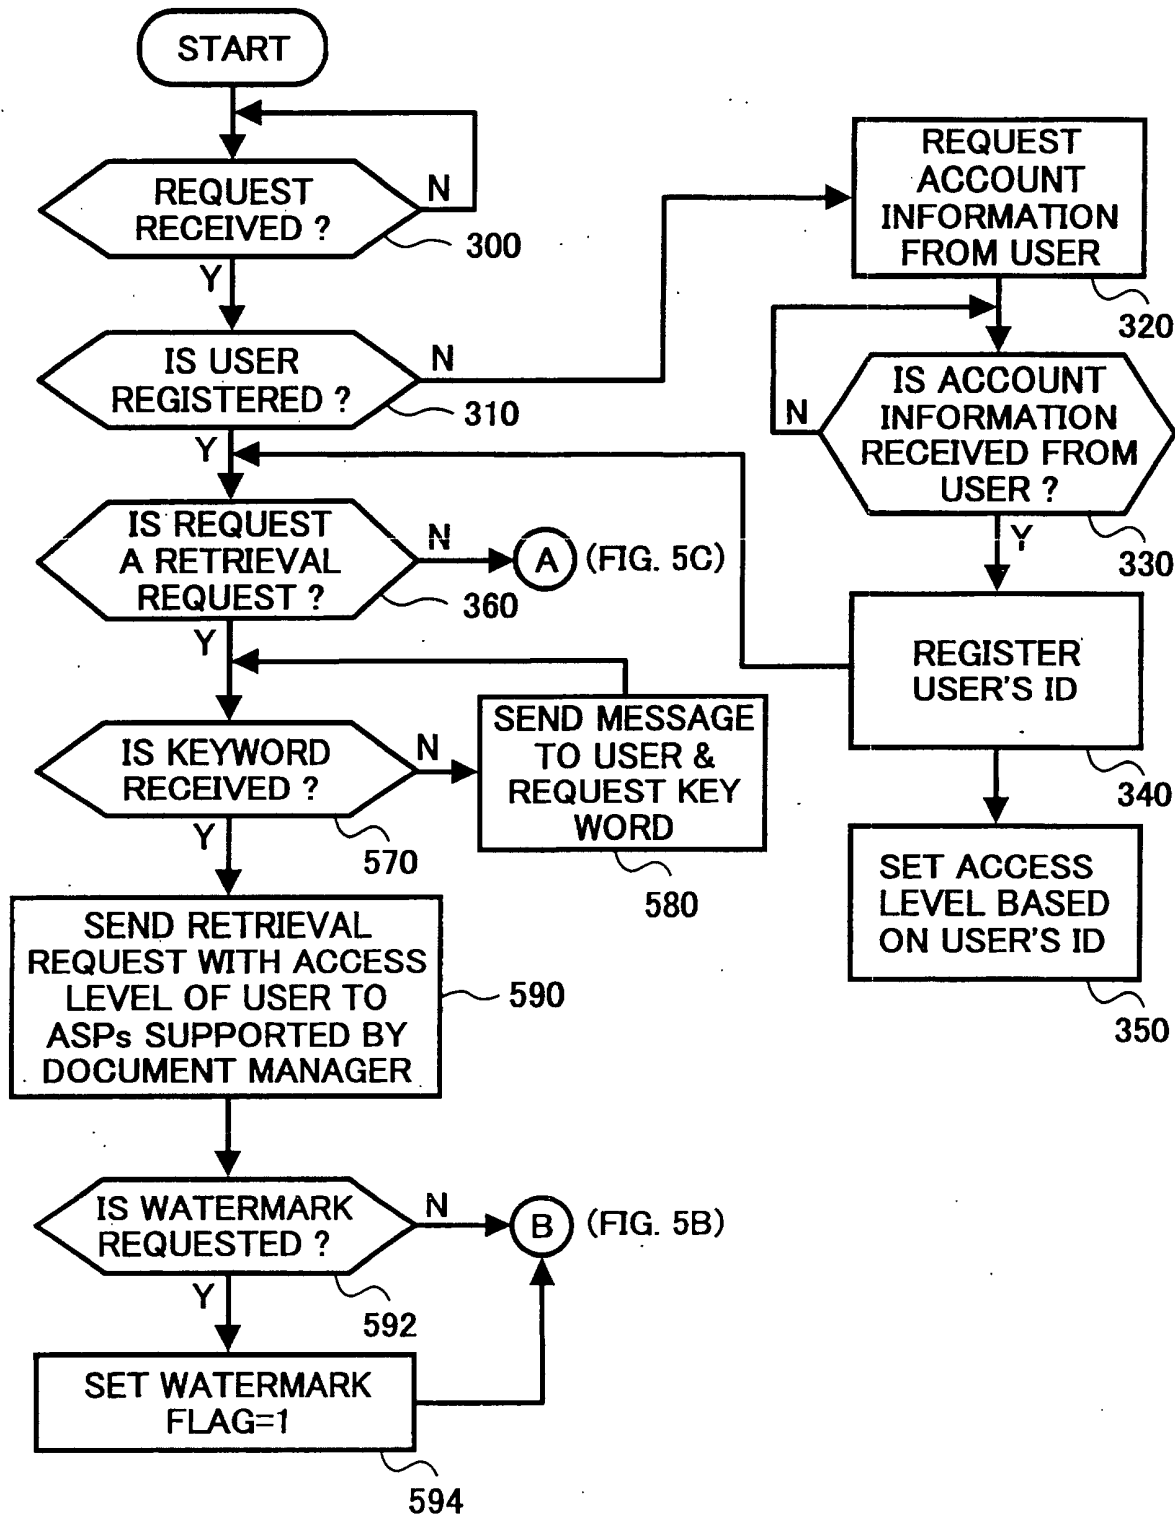 START
REQUEST
RECEIVED ?
N
300
Y
IS USER
REGISTERED ?
N
310
Y
IS REQUEST
A RETRIEVAL
REQUEST ?
N
A
(FIG. 5C)
360
Y
IS KEYWORD
RECEIVED ?
N
570
Y
SEND MESSAGE
TO USER &
REQUEST KEY
WORD
580
SEND RETRIEVAL
REQUEST WITH ACCESS
LEVEL OF USER TO
ASPs SUPPORTED BY
DOCUMENT MANAGER
590
IS WATERMARK
REQUESTED ?
N
B
(FIG. 5B)
592
Y
SET WATERMARK
FLAG=1
594
REQUEST
ACCOUNT
INFORMATION
FROM USER
320
IS ACCOUNT
INFORMATION
RECEIVED FROM
USER ?
N
330
Y
REGISTER
USER'S ID
340
SET ACCESS
LEVEL BASED
ON USER'S ID
350